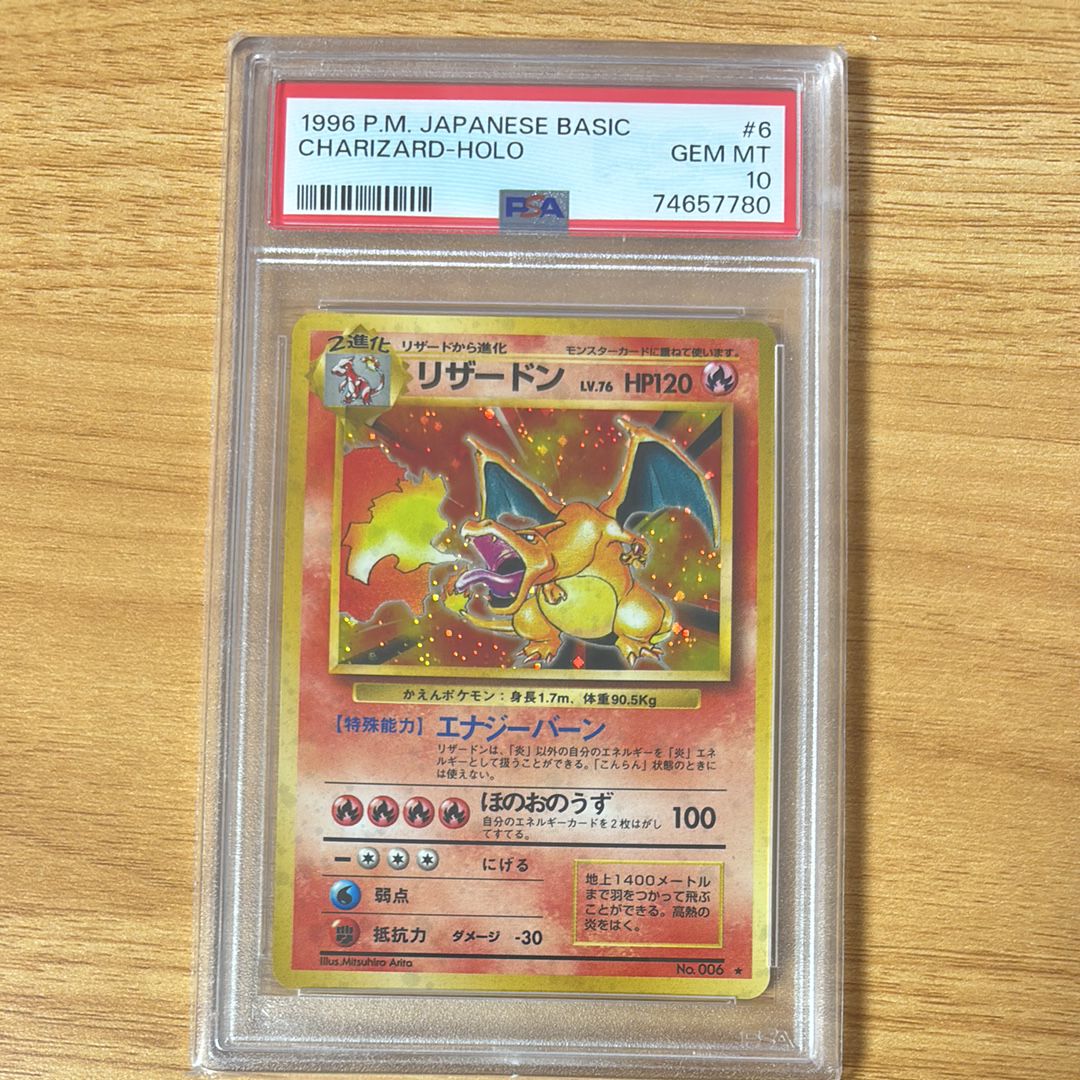 1996 P.M. JAPANESE BASIC #6
CHARIZARD-HOLO GEM MT
10
PSA 74657780
2進化 リザードから進化 モンスターカードに重ねて使います。
リザードン LV.76 HP120
かえんポケモン：身長1.7m、体重90.5Kg
【特殊能力】 エナジーバーン
リザードンは、「炎」以外の自分のエネルギーを「炎」エネ
ルギーとして扱うことができる。「こんらん」状態のときに
は使えない。
ほのおのうず 100
自分のエネルギーカードを2枚はがし
てすてる。
にげる
弱点
抵抗力 ダメージ -30
地上1400メートル
まで羽をつかって飛ぶ
ことができる。高熱の
炎をはく。
Illus.Mitsuhiro Arita No.006 ★
PSA